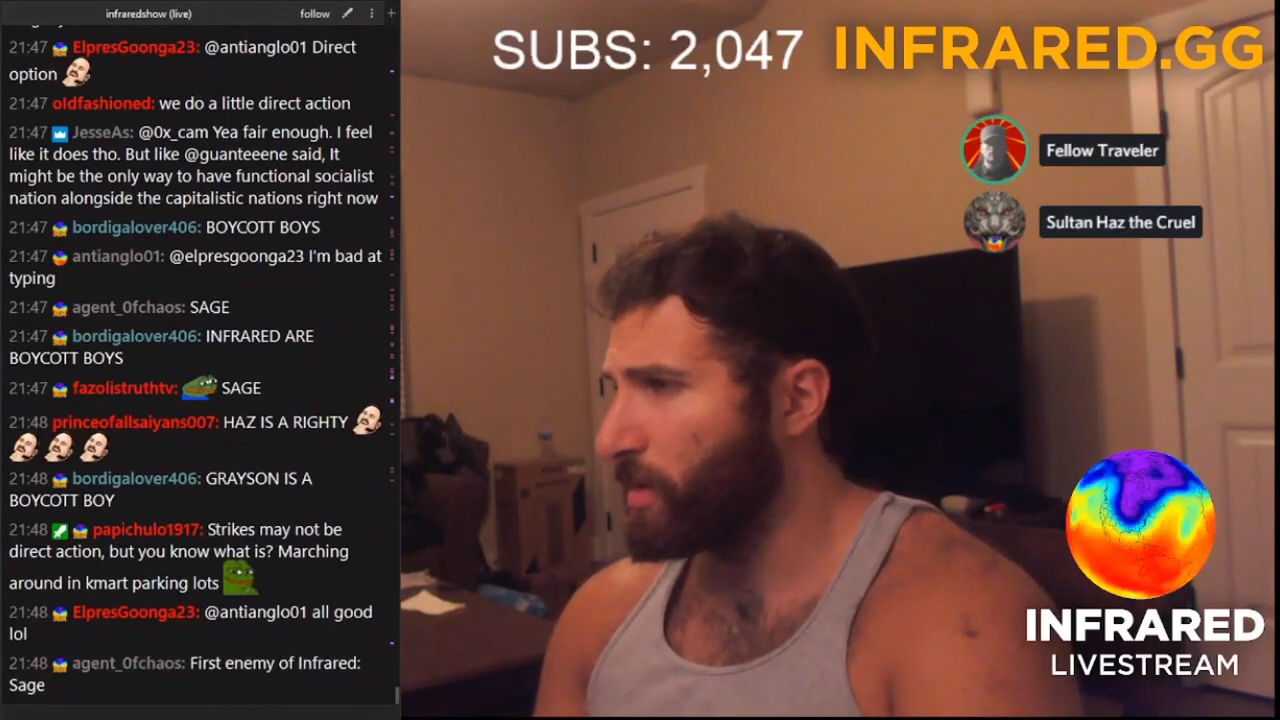 infraredshow (live)
follow
21:47 ElpresGoonga23: @antianglo01 Direct
option
21:47 oldfashioned: we do a little direct action
21:47 JesseAs: @0x_cam Yea fair enough. I feel
like it does tho. But like @guanteeene said, It
might be the only way to have functional socialist
nation alongside the capitalistic nations right now
21:47 bordigalover406: BOYCOTT BOYS
21:47 antianglo01: @elpresgoonga23 I'm bad at
typing
21:47 agent_0fchaos: SAGE
21:47 bordigalover406: INFRARED ARE
BOYCOTT BOYS
21:47 fazolistruthtv: SAGE
21:48 princeofallsaiyans007: HAZ IS A RIGHTY
21:48 bordigalover406: GRAYSON IS A
BOYCOTT BOY
21:48 papichulo1917: Strikes may not be
direct action, but you know what is? Marching
around in kmart parking lots
21:48 ElpresGoonga23: @antianglo01 all good
lol
21:48 agent_0fchaos: First enemy of Infrared:
Sage
SUBS: 2,047 INFRARED.GG
Fellow Traveler
Sultan Haz the Cruel
INFRARED
LIVESTREAM